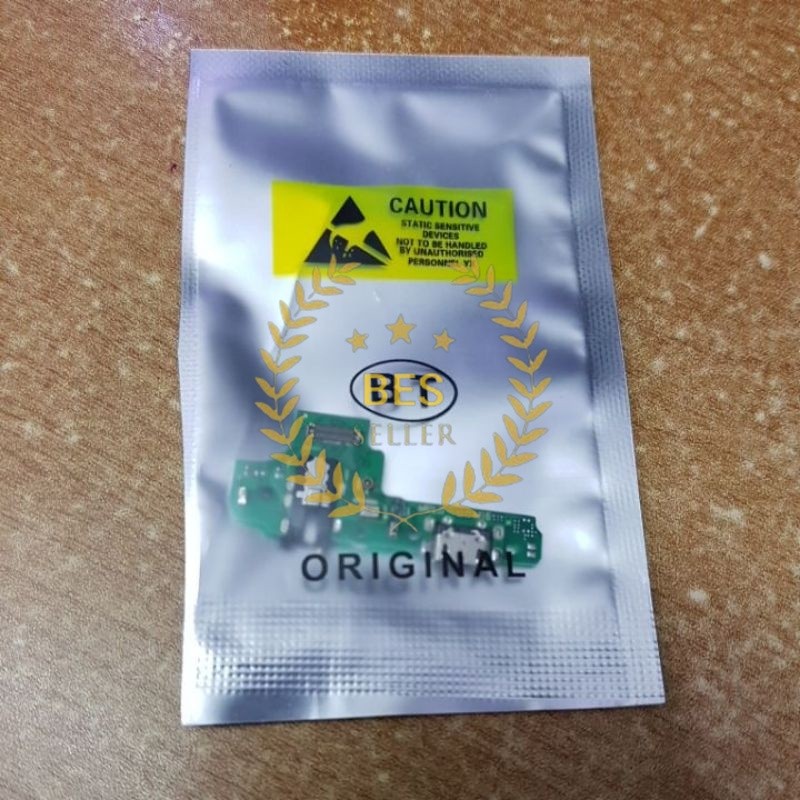 CAUTION
STATIC SENSITIVE
DEVICES
NOT TO BE HANDLED
BY UNAUTHORISED
BES
SELLER
ORIGINAL